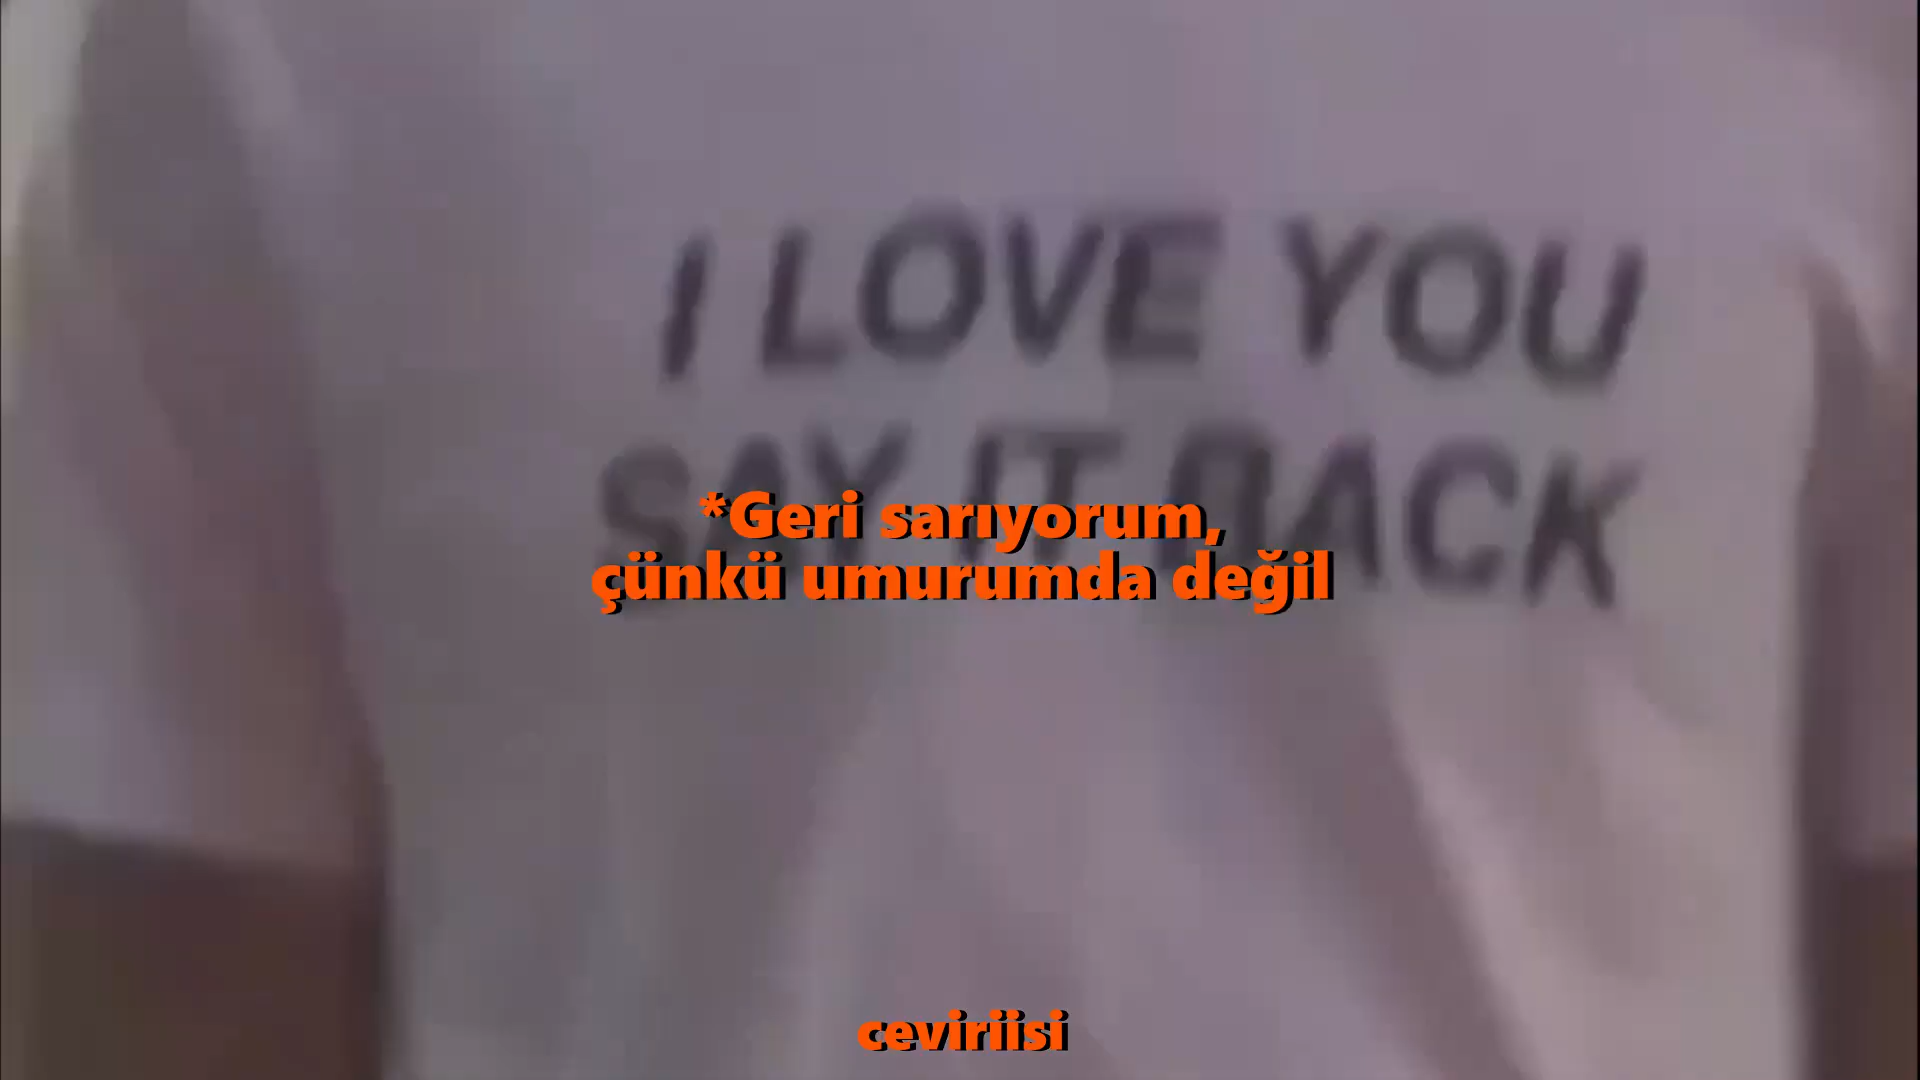 I LOVE YOU
SAY IT BACK
*Geri sarıyorum,
çünkü umurumda değil
ceviriisi